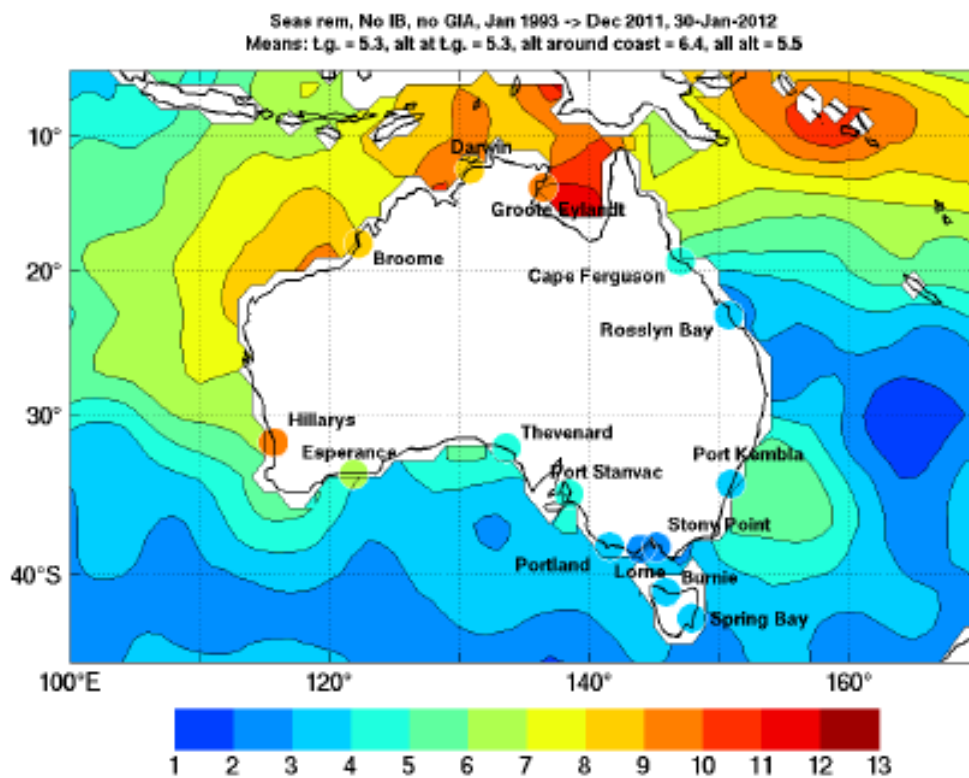 Seas rem, No IB, no GIA, Jan 1993 -> Dec 2011, 30-Jan-2012
Means: t.g. = 5.3, alt at t.g. = 5.3, alt around coast = 6.4, all alt = 5.5
10°
Darwin
Groote Eylandt
Broome
20°
Cape Ferguson
Rosslyn Bay
30°
Hillarys
Esperance
Thevenard
Port Stanvac
Port Kembla
Stony Point
40°S
Portland
Lorne
Burnie
Spring Bay
100°E 120° 140° 160°
1 2 3 4 5 6 7 8 9 10 11 12 13